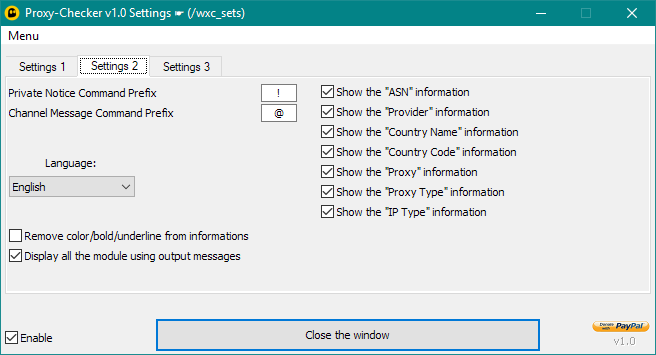 Proxy-Checker v1.0 Settings ☛ (/wxc_sets)
Menu
Settings 1
Settings 2
Settings 3
Private Notice Command Prefix
!
Channel Message Command Prefix
@
Language:
English
Remove color/bold/underline from informations
Display all the module using output messages
Show the "ASN" information
Show the "Provider" information
Show the "Country Name" information
Show the "Country Code" information
Show the "Proxy" information
Show the "Proxy Type" information
Show the "IP Type" information
Enable
Close the window
Donate with PayPal
v1.0